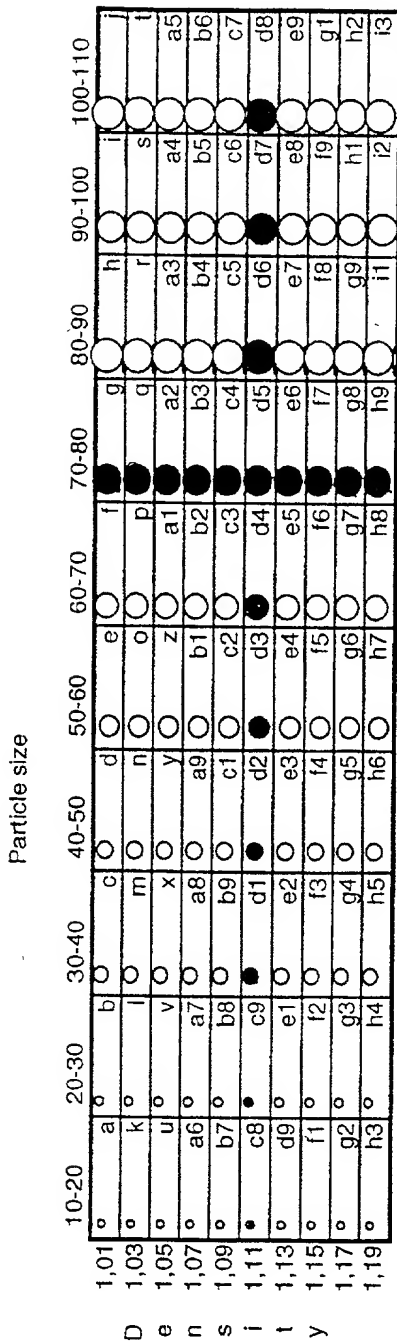 Particle size
10-20 20-30 30-40 40-50 50-60 60-70 70-80 80-90 90-100 100-110
1,01 a b c d e f g h i j
D 1,03 k l m n o p q r s t
e 1,05 u v x y z a1 a2 a3 a4 a5
n 1,07 a6 a7 a8 a9 b1 b2 b3 b4 b5 b6
s 1,09 b7 b8 b9 c1 c2 c3 c4 c5 c6 c7
i 1,11 c8 c9 d1 d2 d3 d4 d5 d6 d7 d8
t 1,13 d9 e1 e2 e3 e4 e5 e6 e7 e8 e9
y 1,15 f1 f2 f3 f4 f5 f6 f7 f8 f9 g1
1,17 g2 g3 g4 g5 g6 g7 g8 g9 h1 h2
1,19 h3 h4 h5 h6 h7 h8 h9 i1 i2 i3